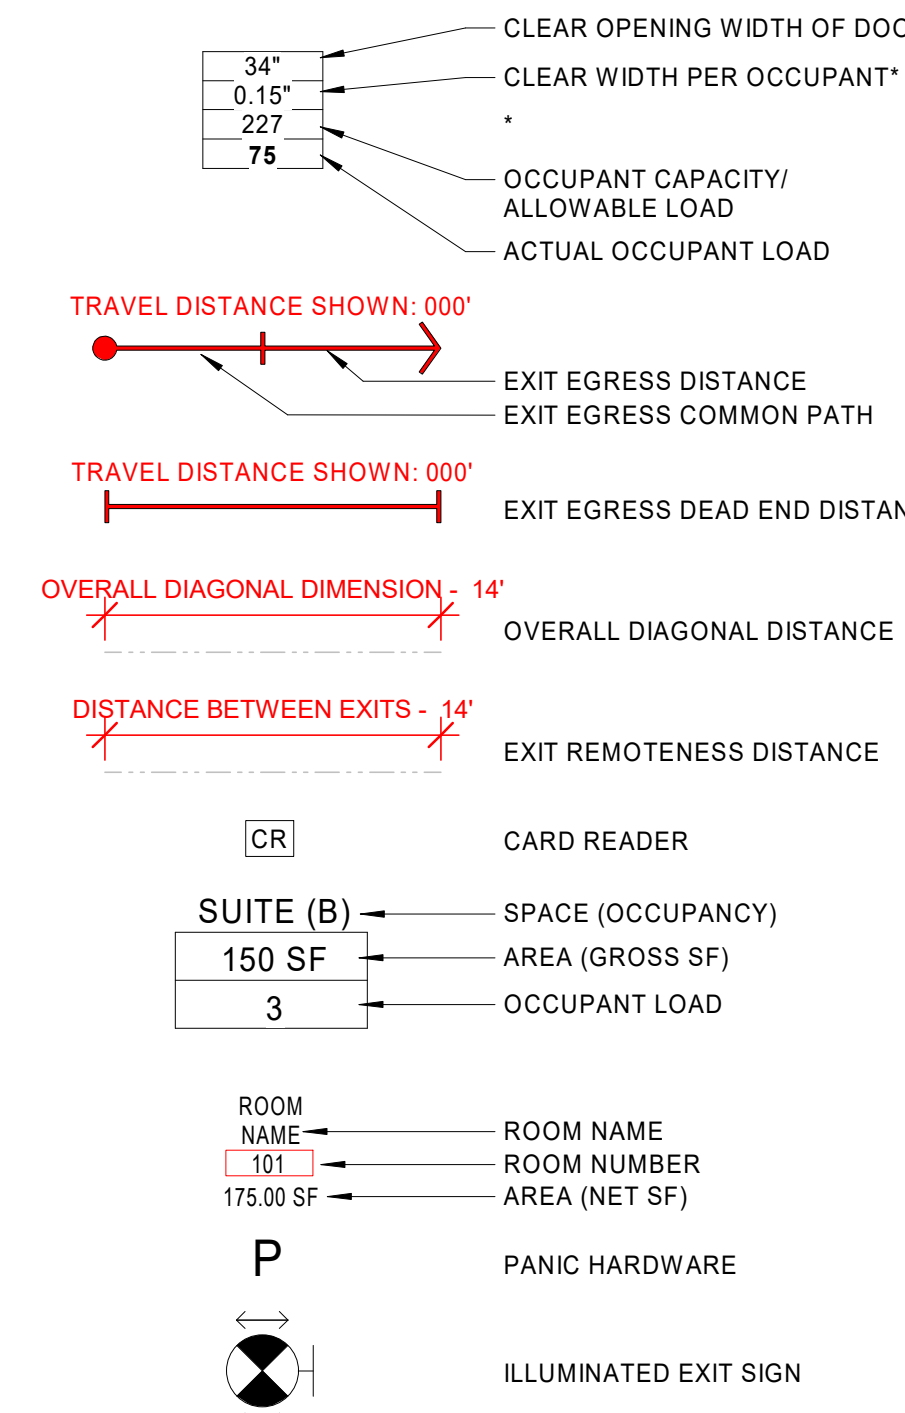 CLEAR OPENING WIDTH OF
34"
CLEAR WIDTH PER OCCUPANT*
0.15"
*
227
75
OCCUPANT CAPACITY/
ALLOWABLE LOAD
ACTUAL OCCUPANT LOAD
TRAVEL DISTANCE SHOWN: 000'
EXIT EGRESS DISTANCE
EXIT EGRESS COMMON PATH
TRAVEL DISTANCE SHOWN: 000'
EXIT EGRESS DEAD END
OVERALL DIAGONAL DIMENSION - 14'
OVERALL DIAGONAL DISTANCE
DISTANCE BETWEEN EXITS - 14'
EXIT REMOTENESS DISTANCE
CR
CARD READER
SUITE (B)
SPACE (OCCUPANCY)
150 SF
AREA (GROSS SF)
3
OCCUPANT LOAD
ROOM
NAME
ROOM NAME
101
ROOM NUMBER
175.00 SF
AREA (NET SF)
P
PANIC HARDWARE
ILLUMINATED EXIT SIGN